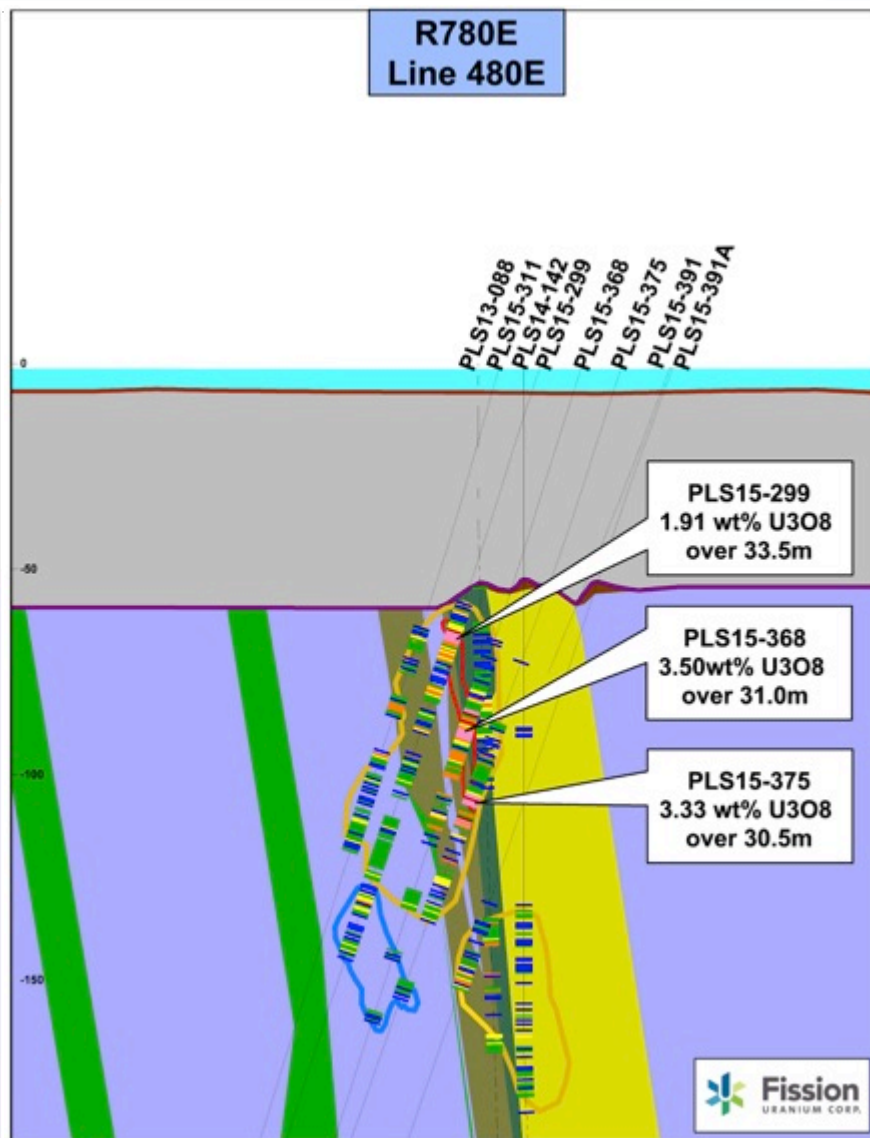 R780E
Line 480E
PLS13-088
PLS15-311
PLS14-142
PLS15-299
PLS15-368
PLS15-375
PLS15-391
PLS15-391A
0
-50
-100
-150
PLS15-299
1.91 wt% U3O8
over 33.5m
PLS15-368
3.50wt% U3O8
over 31.0m
PLS15-375
3.33 wt% U3O8
over 30.5m
Fission
URANIUM CORP.